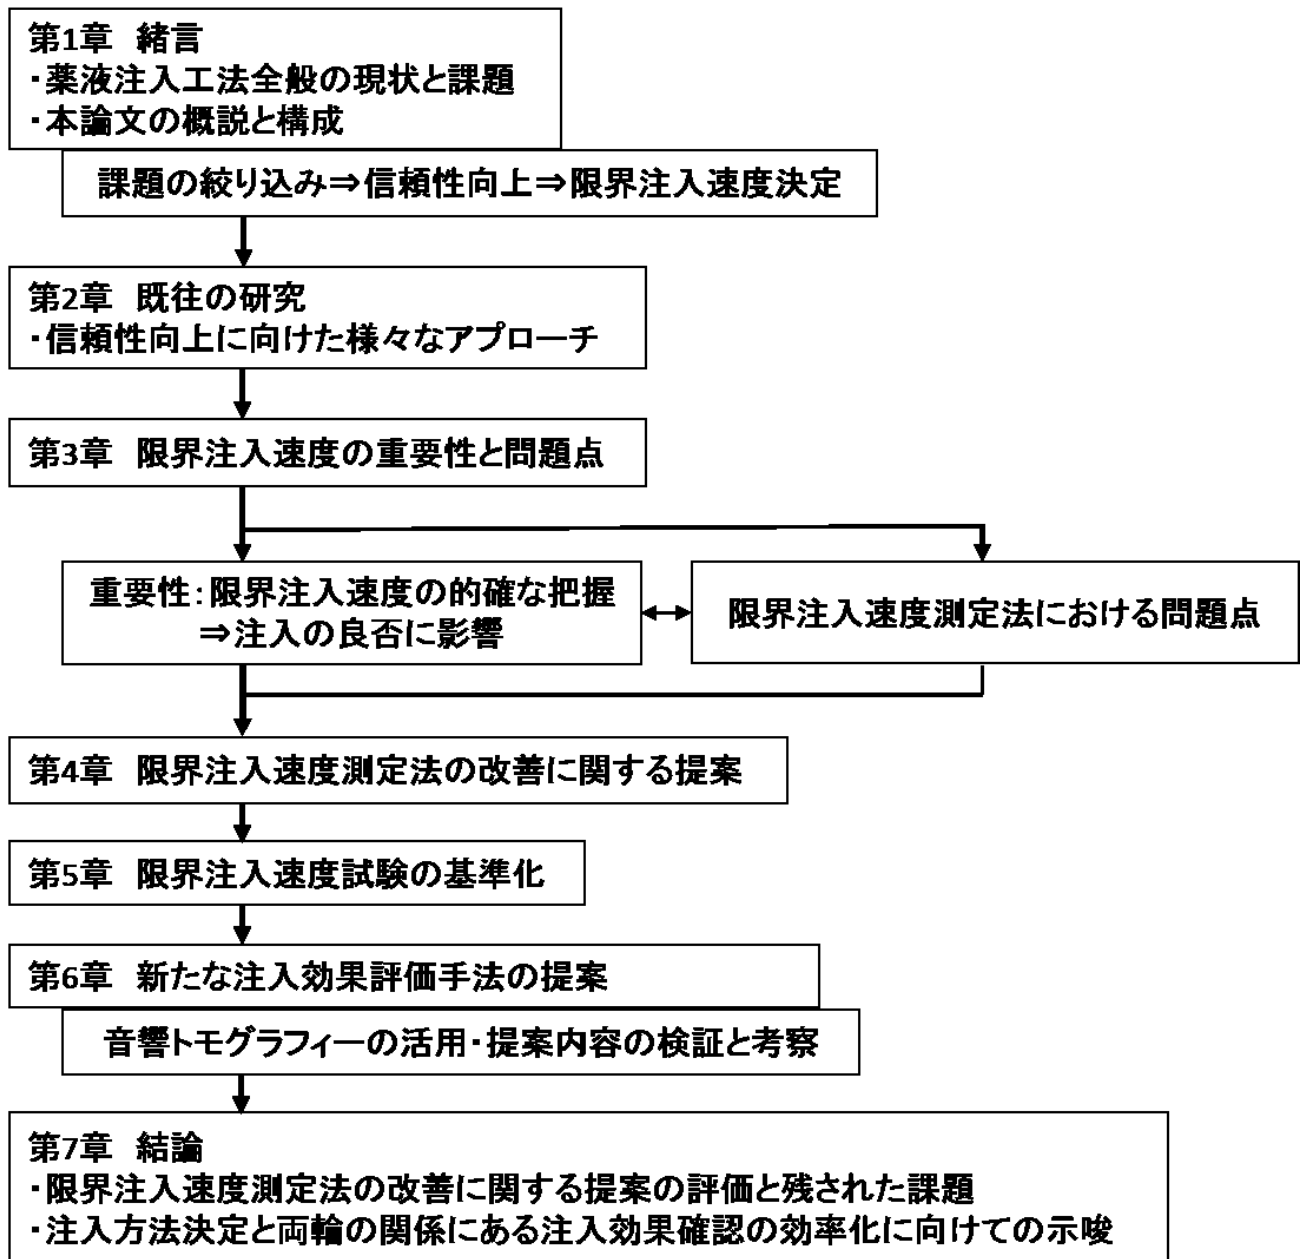 第1章 緒言
・薬液注入工法全般の現状と課題
・本論文の概説と構成
課題の絞り込み⇒信頼性向上⇒限界注入速度決定
第2章 既往の研究
・信頼性向上に向けた様々なアプローチ
第3章 限界注入速度の重要性と問題点
重要性：限界注入速度の的確な把握
⇒注入の良否に影響
限界注入速度測定法における問題点
第4章 限界注入速度測定法の改善に関する提案
第5章 限界注入速度試験の基準化
第6章 新たな注入効果評価手法の提案
音響トモグラフィーの活用・提案内容の検証と考察
第7章 結論
・限界注入速度測定法の改善に関する提案の評価と残された課題
・注入方法決定と両輪の関係にある注入効果確認の効率化に向けての示唆